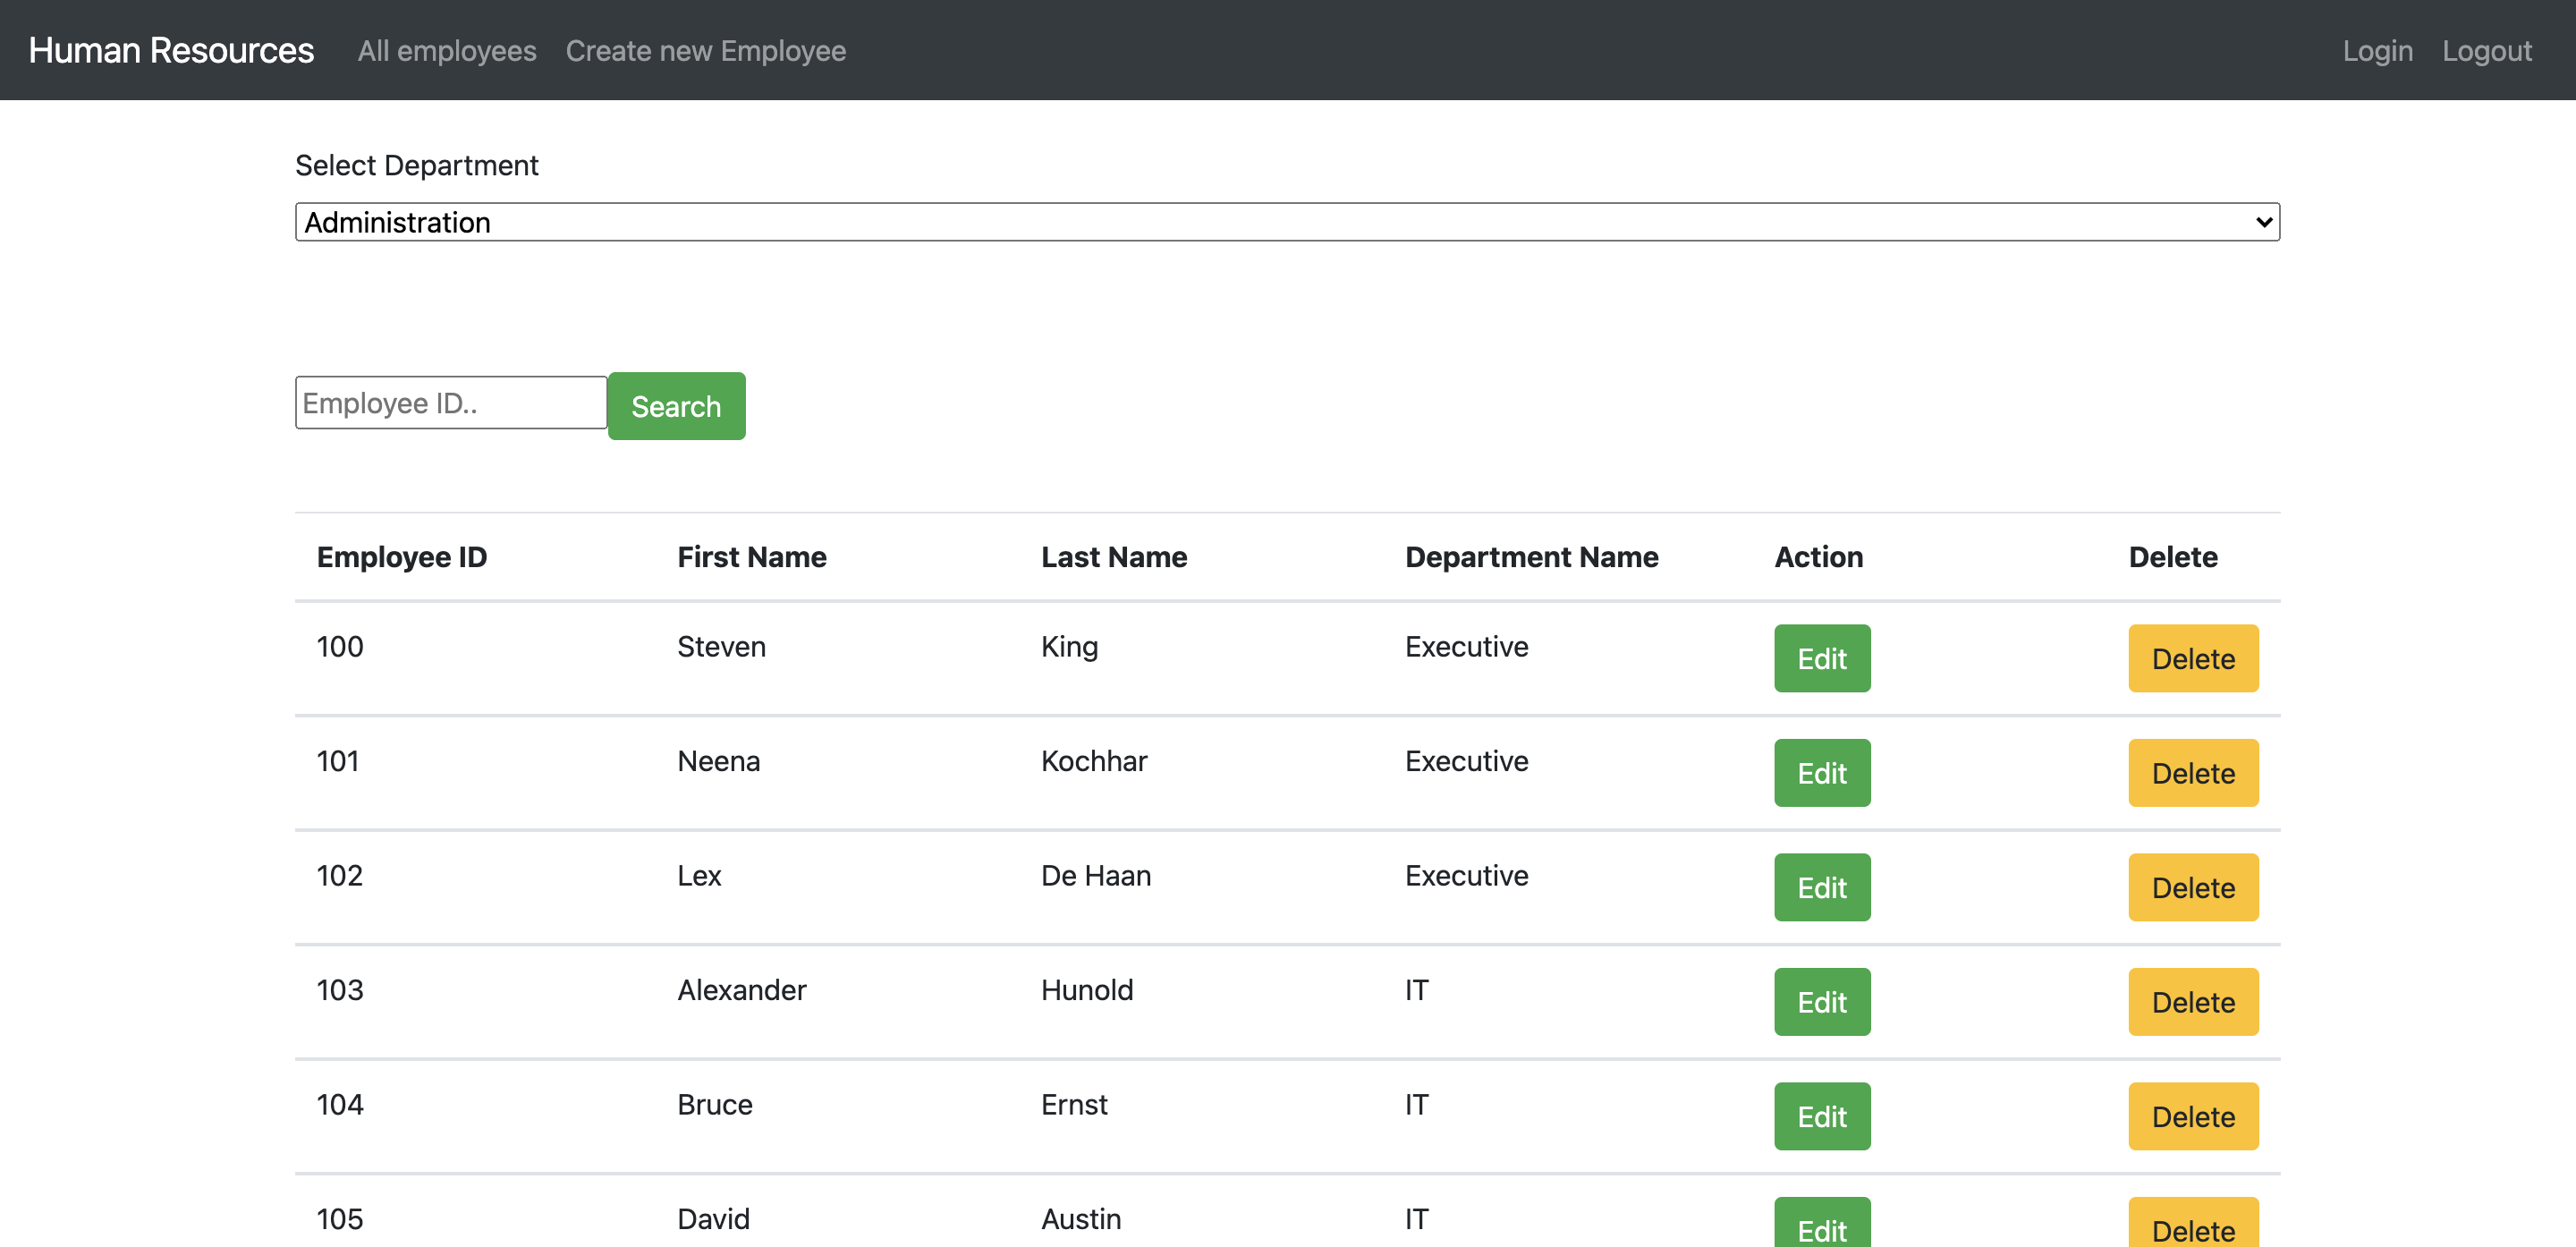 Human Resources All employees Create new Employee Login Logout
Select Department
Administration
Employee ID.. Search
Employee ID First Name Last Name Department Name Action Delete
100 Steven King Executive Edit Delete
101 Neena Kochhar Executive Edit Delete
102 Lex De Haan Executive Edit Delete
103 Alexander Hunold IT Edit Delete
104 Bruce Ernst IT Edit Delete
105 David Austin IT Edit Delete